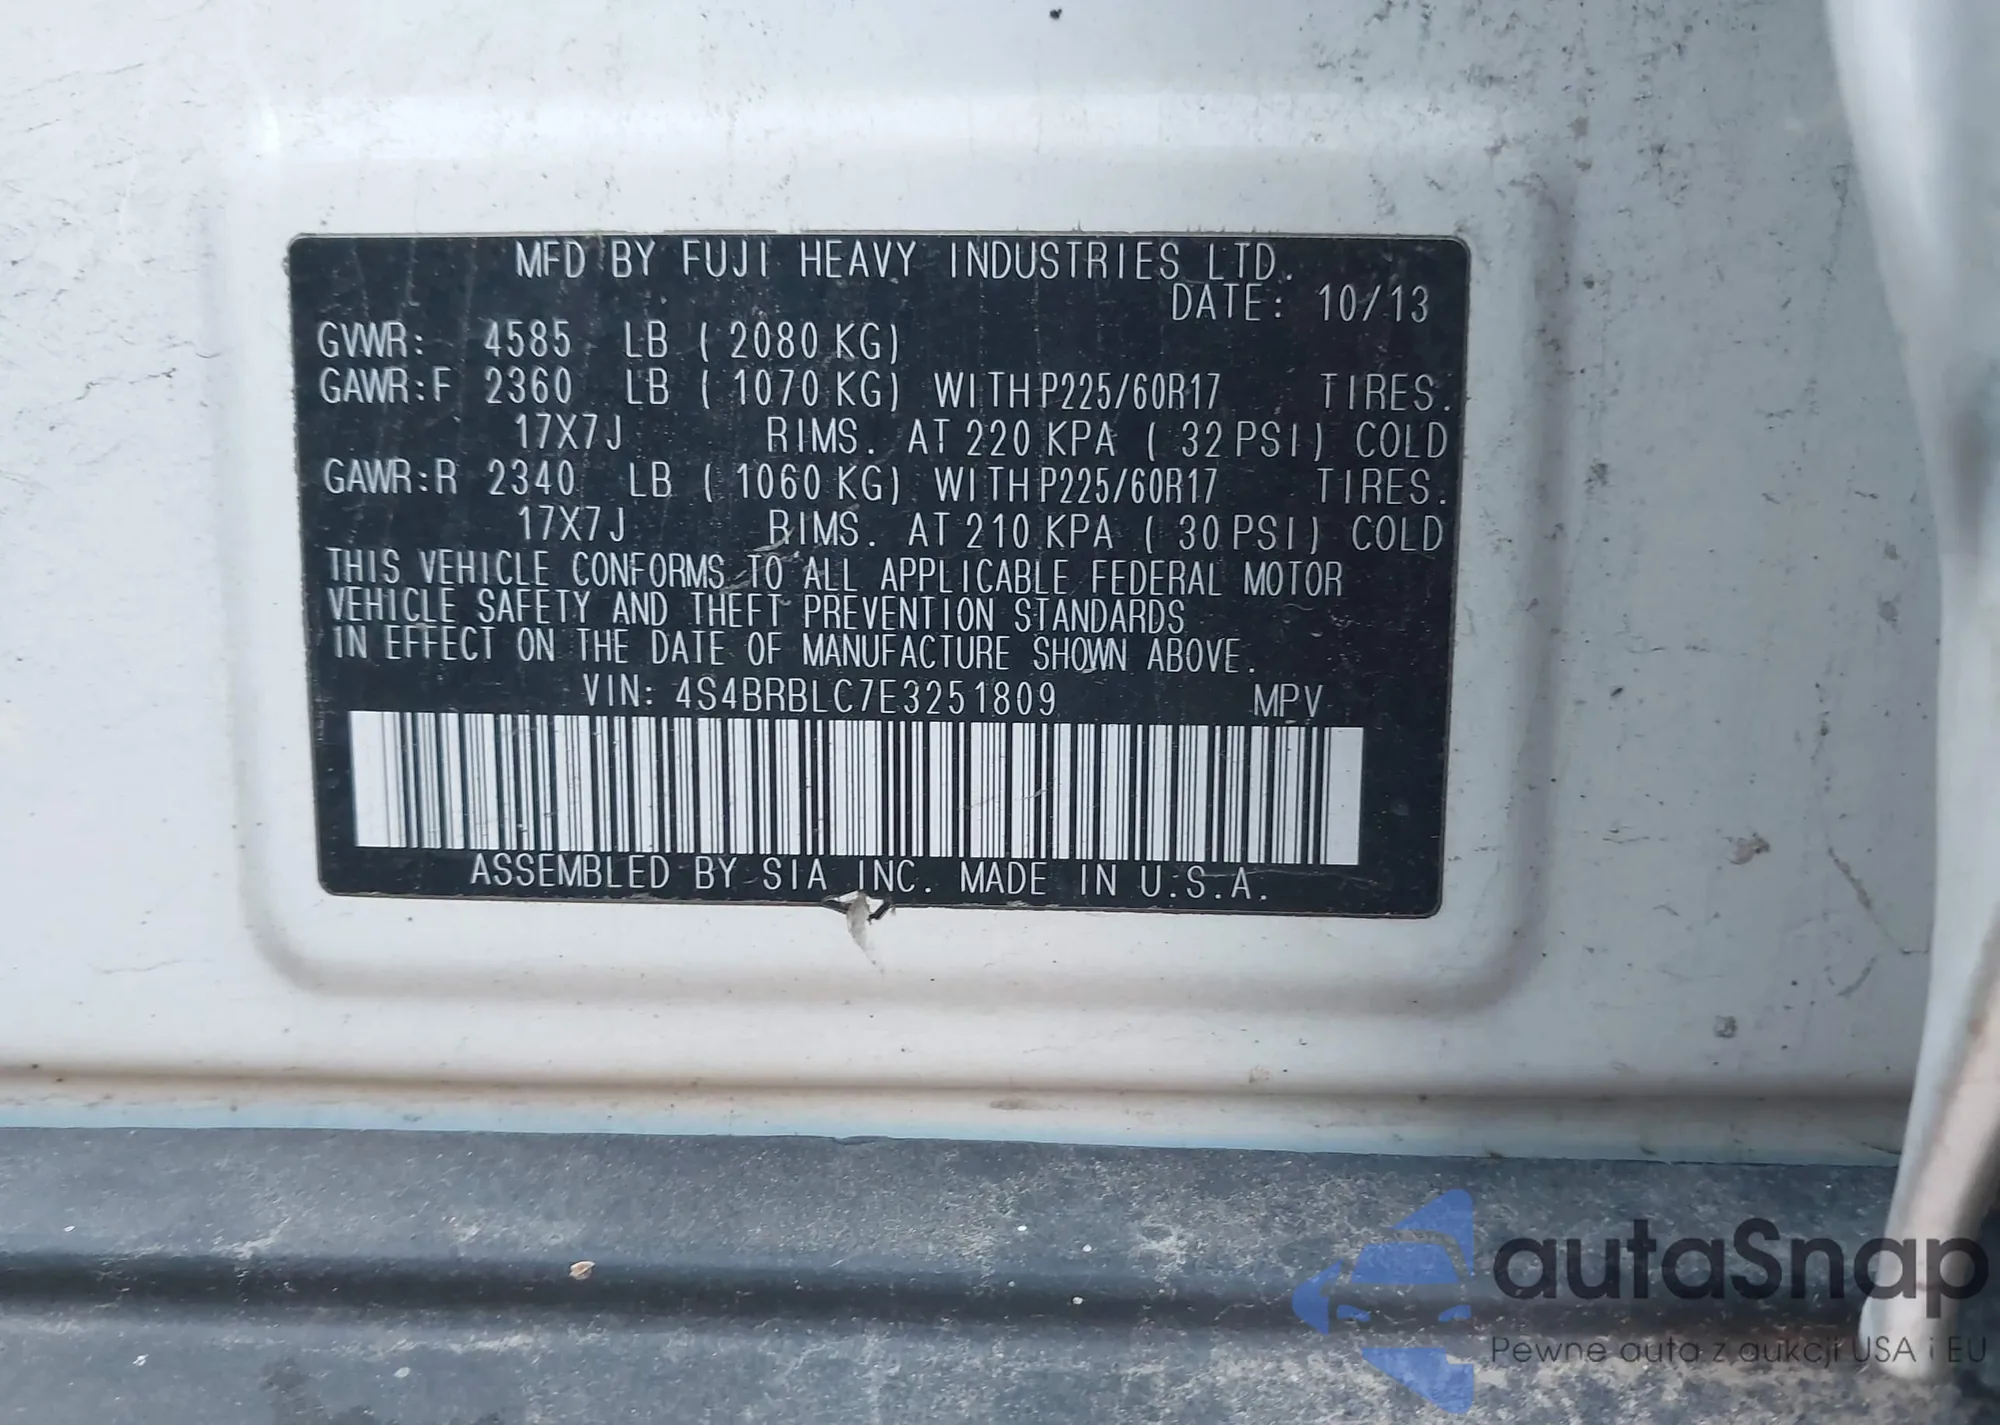 MFD BY FUJI HEAVY INDUSTRIES LTD.
DATE: 10/13
GVWR: 4585 LB ( 2080 KG)
GAWR:F 2360 LB ( 1070 KG) WITH P225/60R17 TIRES.
17X7J RIMS. AT 220 KPA ( 32 PSI) COLD
GAWR:R 2340 LB ( 1060 KG) WITH P225/60R17 TIRES.
17X7J RIMS. AT 210 KPA ( 30 PSI) COLD
THIS VEHICLE CONFORMS TO ALL APPLICABLE FEDERAL MOTOR
VEHICLE SAFETY AND THEFT PREVENTION STANDARDS
IN EFFECT ON THE DATE OF MANUFACTURE SHOWN ABOVE.
VIN: 4S4BRBLC7E3251809 MPV
ASSEMBLED BY SIA INC. MADE IN U.S.A.
autaSnap
Pewne auta z aukcji USA i EU